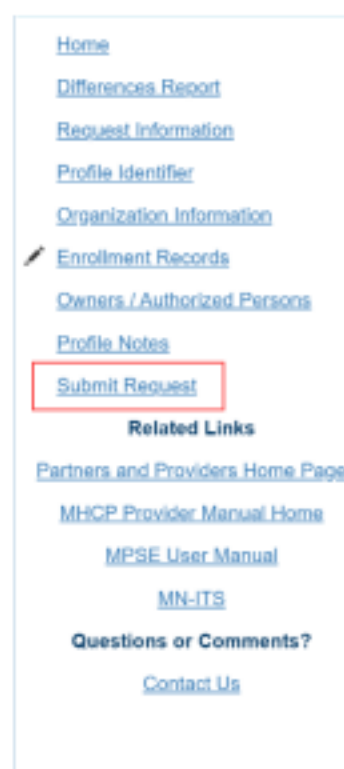 Home
Differences Report
Request Information
Profile Identifier
Organization Information
Enrollment Records
Owners / Authorized Persons
Profile Notes
Submit Request
Related Links
Partners and Providers Home Page
MHCP Provider Manual Home
MPSE User Manual
MN-ITS
Questions or Comments?
Contact Us